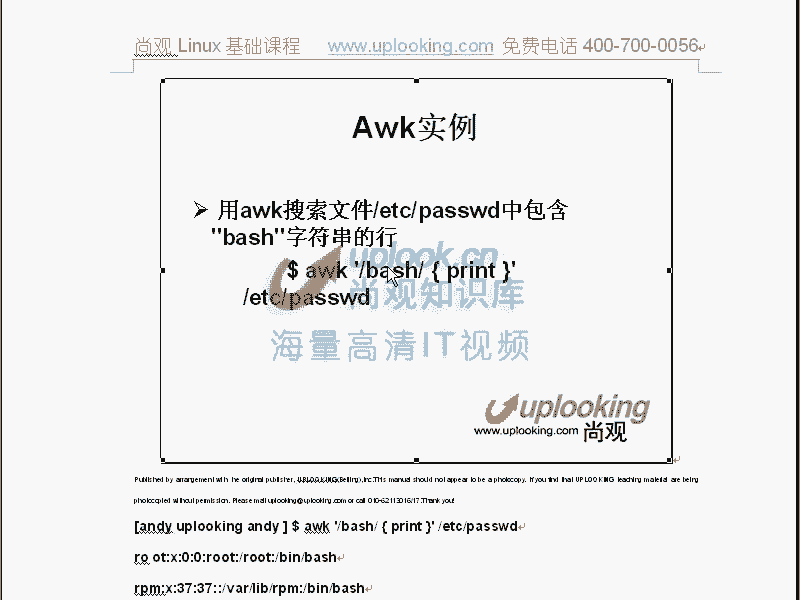 尚观 Linux 基础课程 www.uplooking.com 免费电话 400-700-0056
Awk实例
➢ 用awk搜索文件/etc/passwd中包含
"bash"字符串的行
$ awk '/bash/ { print }'
/etc/passwd
uplook.cn
尚观知识库
海量高清IT视频
uplooking
www.uplooking.com 尚观
Published by arrangement with the original publisher, UPLOOKING(Beijing),Inc.This manual should not appear to be a photocopy. If you find that UPLOOKING teaching material are being
photocopied without permission. Please mail uplooking@uplooking.com or call 010-62113016/17.Thank you!
[andy uplooking andy ] $ awk '/bash/ { print }' /etc/passwd
ro ot:x:0:0:root:/root:/bin/bash
rpm:x:37:37::/var/lib/rpm:/bin/bash